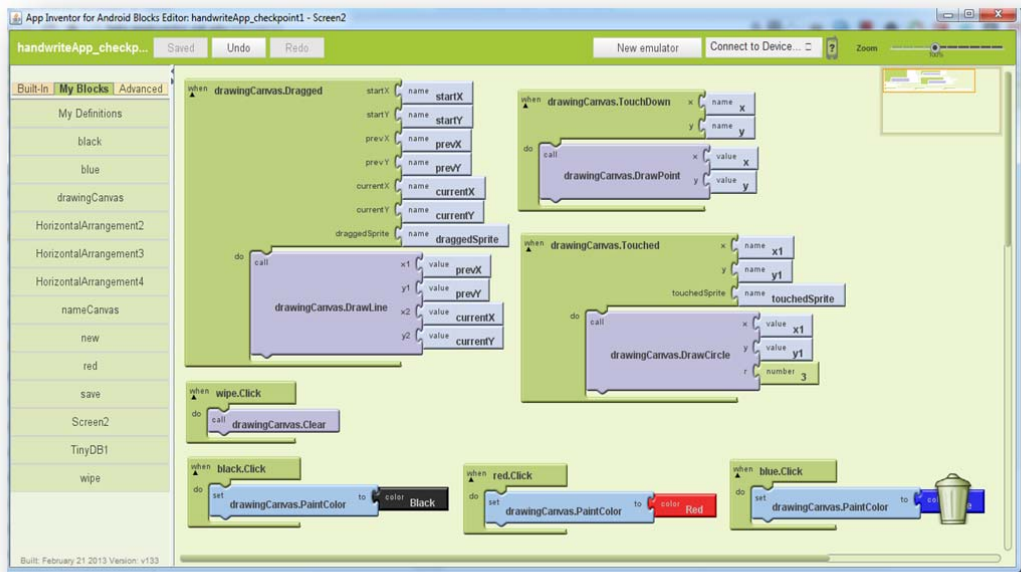 App Inventor for Android Blocks Editor: handwriteApp_checkpoint1 - Screen2
handwriteApp_checkp...
Saved
Undo
Redo
New emulator
Connect to Device...
?
Zoom
100%
Built-In
My Blocks
Advanced
My Definitions
black
blue
drawingCanvas
HorizontalArrangement2
HorizontalArrangement3
HorizontalArrangement4
nameCanvas
new
red
save
Screen2
TinyDB1
wipe
Built: February 21 2013 Version: v133
when drawingCanvas.Dragged startX name startX
startY name startY
prevX name prevX
prevY name prevY
currentX name currentX
currentY name currentY
draggedSprite name draggedSprite
do call x1 value prevX
y1 value prevY
drawingCanvas.DrawLine x2 value currentX
y2 value currentY
when drawingCanvas.TouchDown x name x
y name y
do call x value x
drawingCanvas.DrawPoint y value y
when drawingCanvas.Touched x name x1
y name y1
touchedSprite name touchedSprite
do call x value x1
drawingCanvas.DrawCircle y value y1
r number 3
when wipe.Click
do call drawingCanvas.Clear
when black.Click
do set drawingCanvas.PaintColor to color Black
when red.Click
do set drawingCanvas.PaintColor to color Red
when blue.Click
do set drawingCanvas.PaintColor to